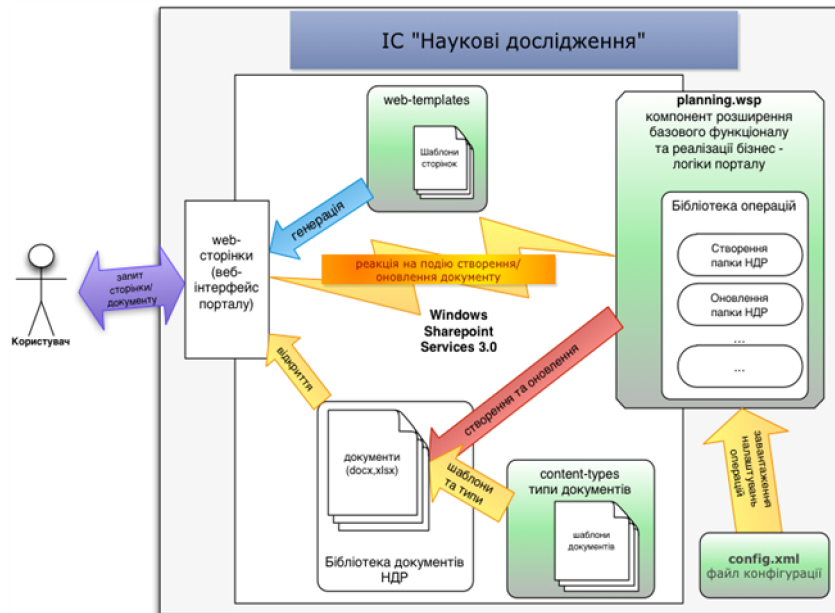 ІС "Наукові дослідження"
web-templates
Шаблони
сторінок
planning.wsp
компонент розширення
базового функціоналу
та реалізації бізнес -
логіки порталу
Бібліотека операцій
Створення
папки НДР
Оновлення
папки НДР
...
...
генерація
web-
сторінки
(веб-
інтерфейс
порталу)
запит
сторінки/
документу
Користувач
реакція на подію створення/
оновлення документу
Windows
Sharepoint
Services 3.0
відкриття
створення та оновлення
документи
(docx,xlsx)
шаблони
та типи
Бібліотека документів
НДР
content-types
типи документів
шаблони
документів
завантаження
налаштувань
операцій
config.xml
файл конфігурації